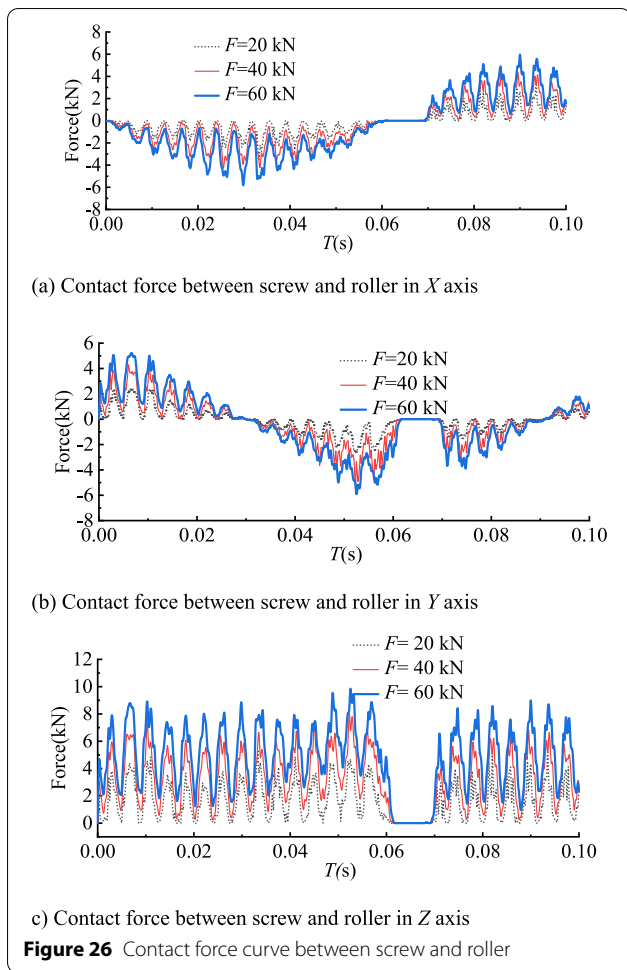 8
6
4
2
0
-2
-4
-6
-8
Force(kN)
F=20 kN
F=40 kN
F=60 kN
0.00 0.02 0.04 0.06 0.08 0.10
T(s)
(a) Contact force between screw and roller in X axis
6
4
2
0
-2
-4
-6
-8
Force(kN)
F=20 kN
F=40 kN
F=60 kN
0.00 0.02 0.04 0.06 0.08 0.10
T(s)
(b) Contact force between screw and roller in Y axis
F= 20 kN
F= 40 kN
F= 60 kN
12
10
8
6
4
2
0
Force(kN)
0.00 0.02 0.04 0.06 0.08 0.10
T(s)
c) Contact force between screw and roller in Z axis
Figure 26 Contact force curve between screw and roller